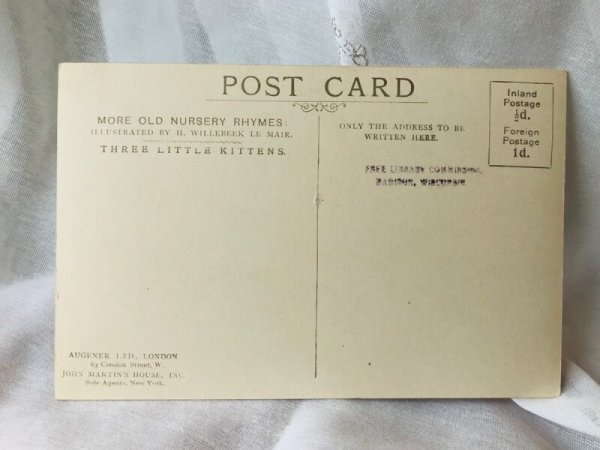 POST CARD
MORE OLD NURSERY RHYMES:
ILLUSTRATED BY H. WILLEBEEK LE MAIR.
THREE LITTLE KITTENS.
ONLY THE ADDRESS TO BE
WRITTEN HERE.
Inland
Postage
½d.
Foreign
Postage
1d.
FREE LIBRARY COMMISSION,
MADISON, WISCONSIN
AUGENER LTD., LONDON
63 Conduit Street, W.
JOHN MARTIN'S HOUSE, INC.
Sole Agents, New York.